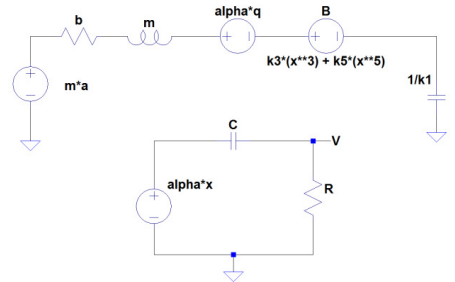 alpha*q
B
b
m
k3*(x**3) + k5*(x**5)
m*a
1/k1
C
V
alpha*x
R